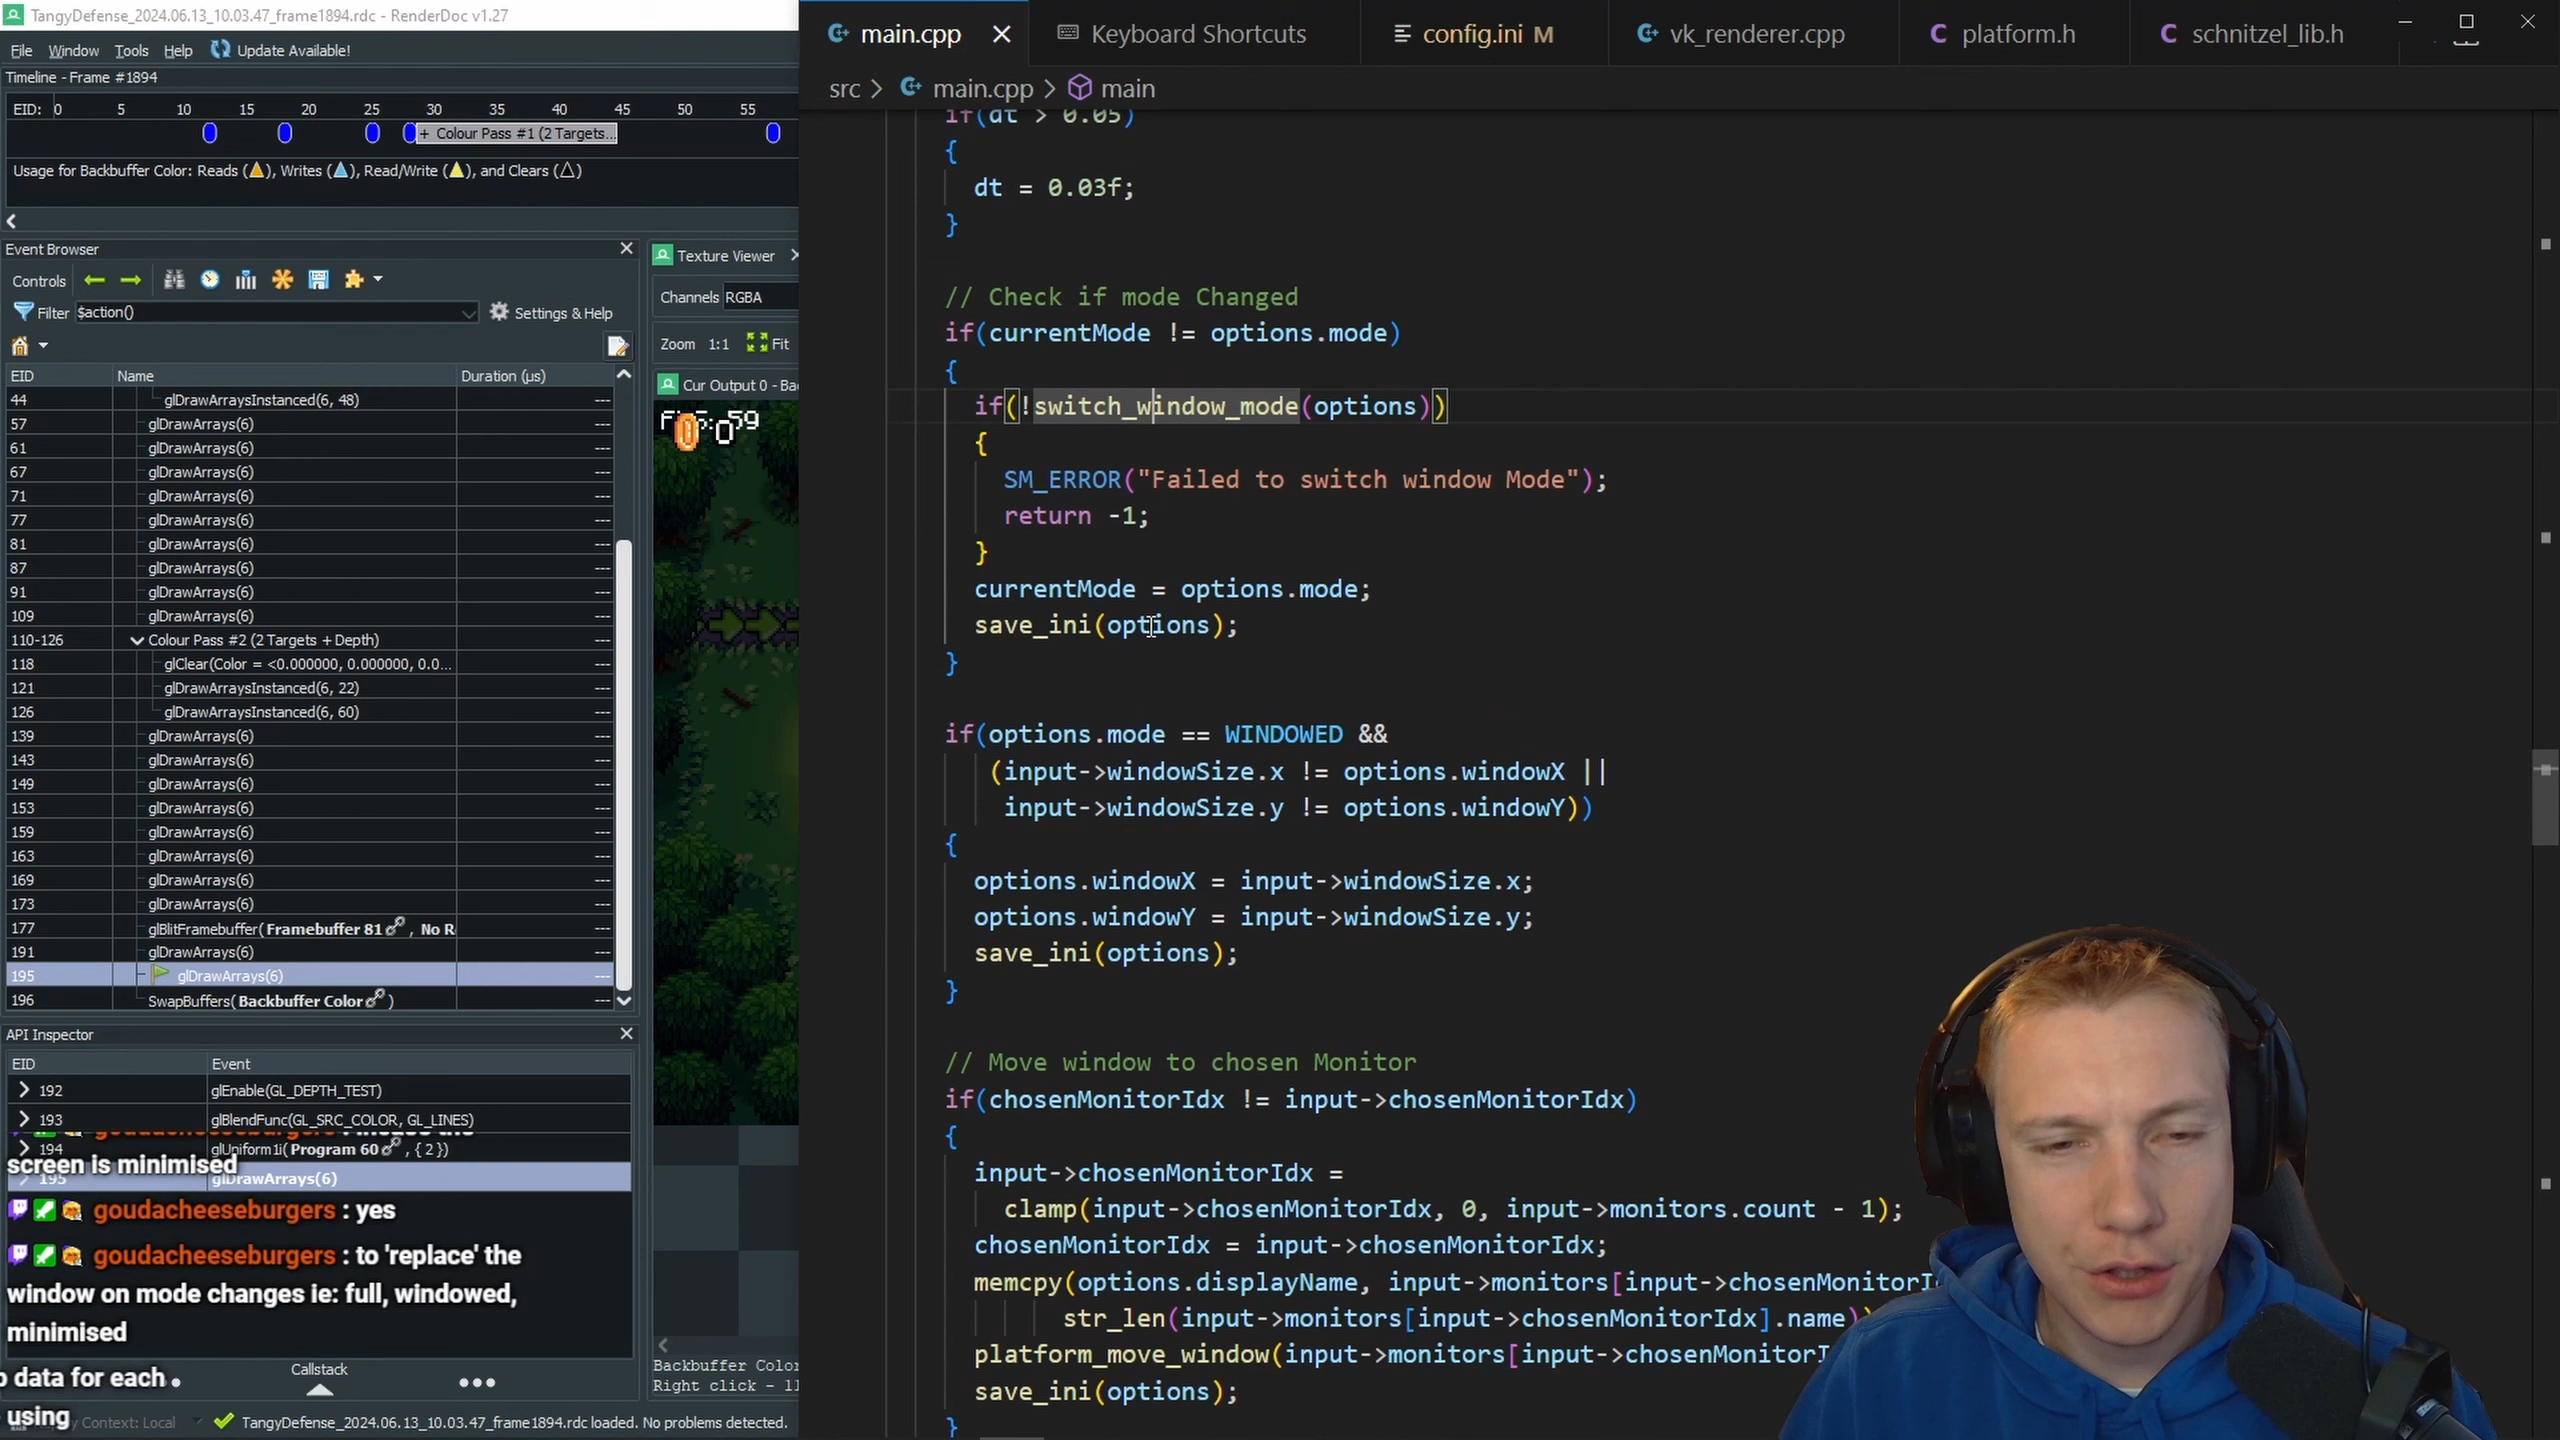 TangyDefense_2024.06.13_10.03.47_frame1894.rdc - RenderDoc v1.27
File Window Tools Help Update Available!
Timeline - Frame #1894
EID: 0 5 10 15 20 25 30 35 40 45 50 55
+ Colour Pass #1 (2 Targets...
Usage for Backbuffer Color: Reads (▲), Writes (▲), Read/Write (▲), and Clears (△)
Event Browser
Controls
Filter $action() Settings & Help
EID Name Duration (µs)
44 glDrawArraysInstanced(6, 48) ---
57 glDrawArrays(6) ---
61 glDrawArrays(6) ---
67 glDrawArrays(6) ---
71 glDrawArrays(6) ---
77 glDrawArrays(6) ---
81 glDrawArrays(6) ---
87 glDrawArrays(6) ---
91 glDrawArrays(6) ---
109 glDrawArrays(6) ---
110-126 Colour Pass #2 (2 Targets + Depth) ---
118 glClear(Color = <0.000000, 0.000000, 0.0... ---
121 glDrawArraysInstanced(6, 22) ---
126 glDrawArraysInstanced(6, 60) ---
139 glDrawArrays(6) ---
143 glDrawArrays(6) ---
149 glDrawArrays(6) ---
153 glDrawArrays(6) ---
159 glDrawArrays(6) ---
163 glDrawArrays(6) ---
169 glDrawArrays(6) ---
173 glDrawArrays(6) ---
177 glBlitFramebuffer( Framebuffer 81 , No R ---
191 glDrawArrays(6) ---
195 glDrawArrays(6) ---
196 SwapBuffers( Backbuffer Color ) ---
API Inspector
EID Event
192 glEnable(GL_DEPTH_TEST)
193 glBlendFunc(GL_SRC_COLOR, GL_LINES)
194 glUniform1i( Program 60 , { 2 })
195 glDrawArrays(6)
screen is minimised
goudacheeseburgers : yes
goudacheeseburgers : to 'replace' the
window on mode changes ie: full, windowed,
minimised
data for each
using
Callstack
Context: Local
TangyDefense_2024.06.13_10.03.47_frame1894.rdc loaded. No problems detected.
Texture Viewer
Channels RGBA
Zoom 1:1 Fit
Cur Output 0 - Ba
59
0
Backbuffer Color
Right click - 
main.cpp
Keyboard Shortcuts
config.ini M
vk_renderer.cpp
platform.h
schnitzel_lib.h
src > main.cpp > main
if(dt > 0.05)
{
dt = 0.03f;
}
// Check if mode Changed
if(currentMode != options.mode)
{
if(!switch_window_mode(options))
{
SM_ERROR("Failed to switch window Mode");
return -1;
}
currentMode = options.mode;
save_ini(options);
}
if(options.mode == WINDOWED &&
(input->windowSize.x != options.windowX ||
input->windowSize.y != options.windowY))
{
options.windowX = input->windowSize.x;
options.windowY = input->windowSize.y;
save_ini(options);
}
// Move window to chosen Monitor
if(chosenMonitorIdx != input->chosenMonitorIdx)
{
input->chosenMonitorIdx =
clamp(input->chosenMonitorIdx, 0, input->monitors.count - 1);
chosenMonitorIdx = input->chosenMonitorIdx;
memcpy(options.displayName, input->monitors[input->chosenMonitorI
str_len(input->monitors[input->chosenMonitorIdx].name)
platform_move_window(input->monitors[input->chosenMonitorI
save_ini(options);
}